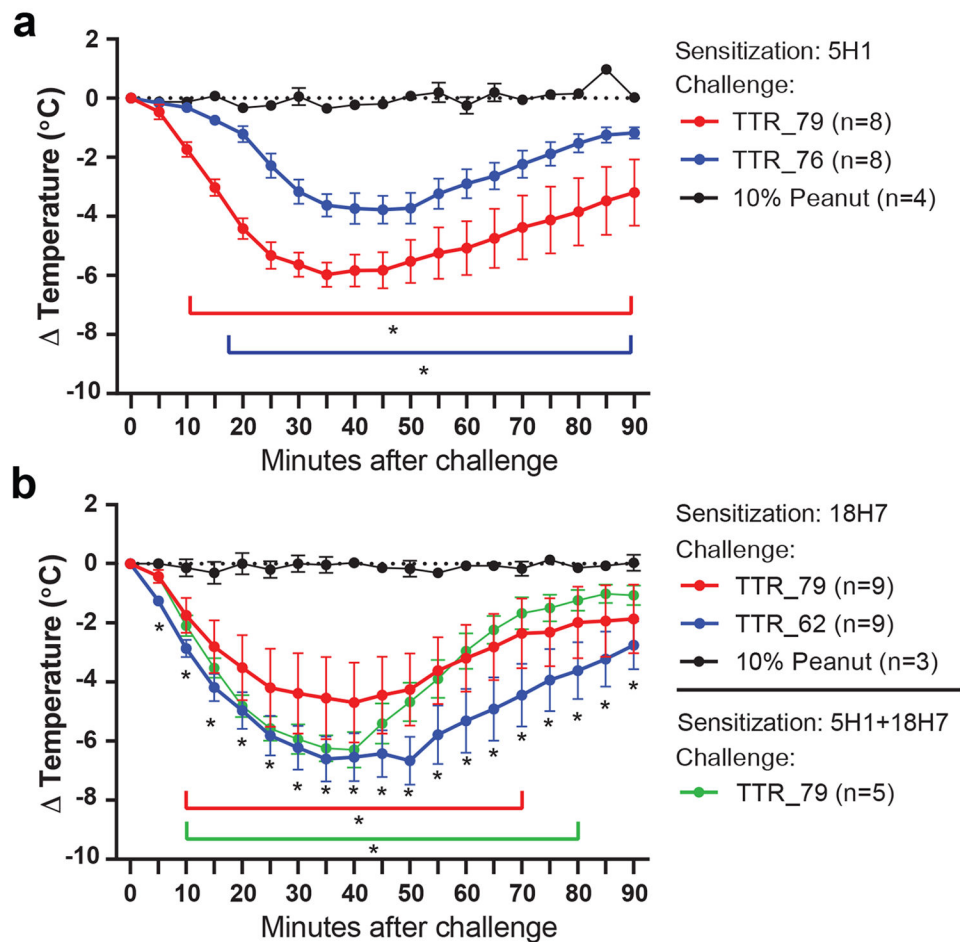 a
Δ Temperature (°C)
2
0
-2
-4
-6
-8
-10
*
*
0 10 20 30 40 50 60 70 80 90
Minutes after challenge
Sensitization: 5H1
Challenge:
TTR_79 (n=8)
TTR_76 (n=8)
10% Peanut (n=4)
b
Δ Temperature (°C)
2
0
-2
-4
-6
-8
-10
* * * * * * * * * * * * * * * * * *
*
*
0 10 20 30 40 50 60 70 80 90
Minutes after challenge
Sensitization: 18H7
Challenge:
TTR_79 (n=9)
TTR_62 (n=9)
10% Peanut (n=3)
Sensitization: 5H1+18H7
Challenge:
TTR_79 (n=5)